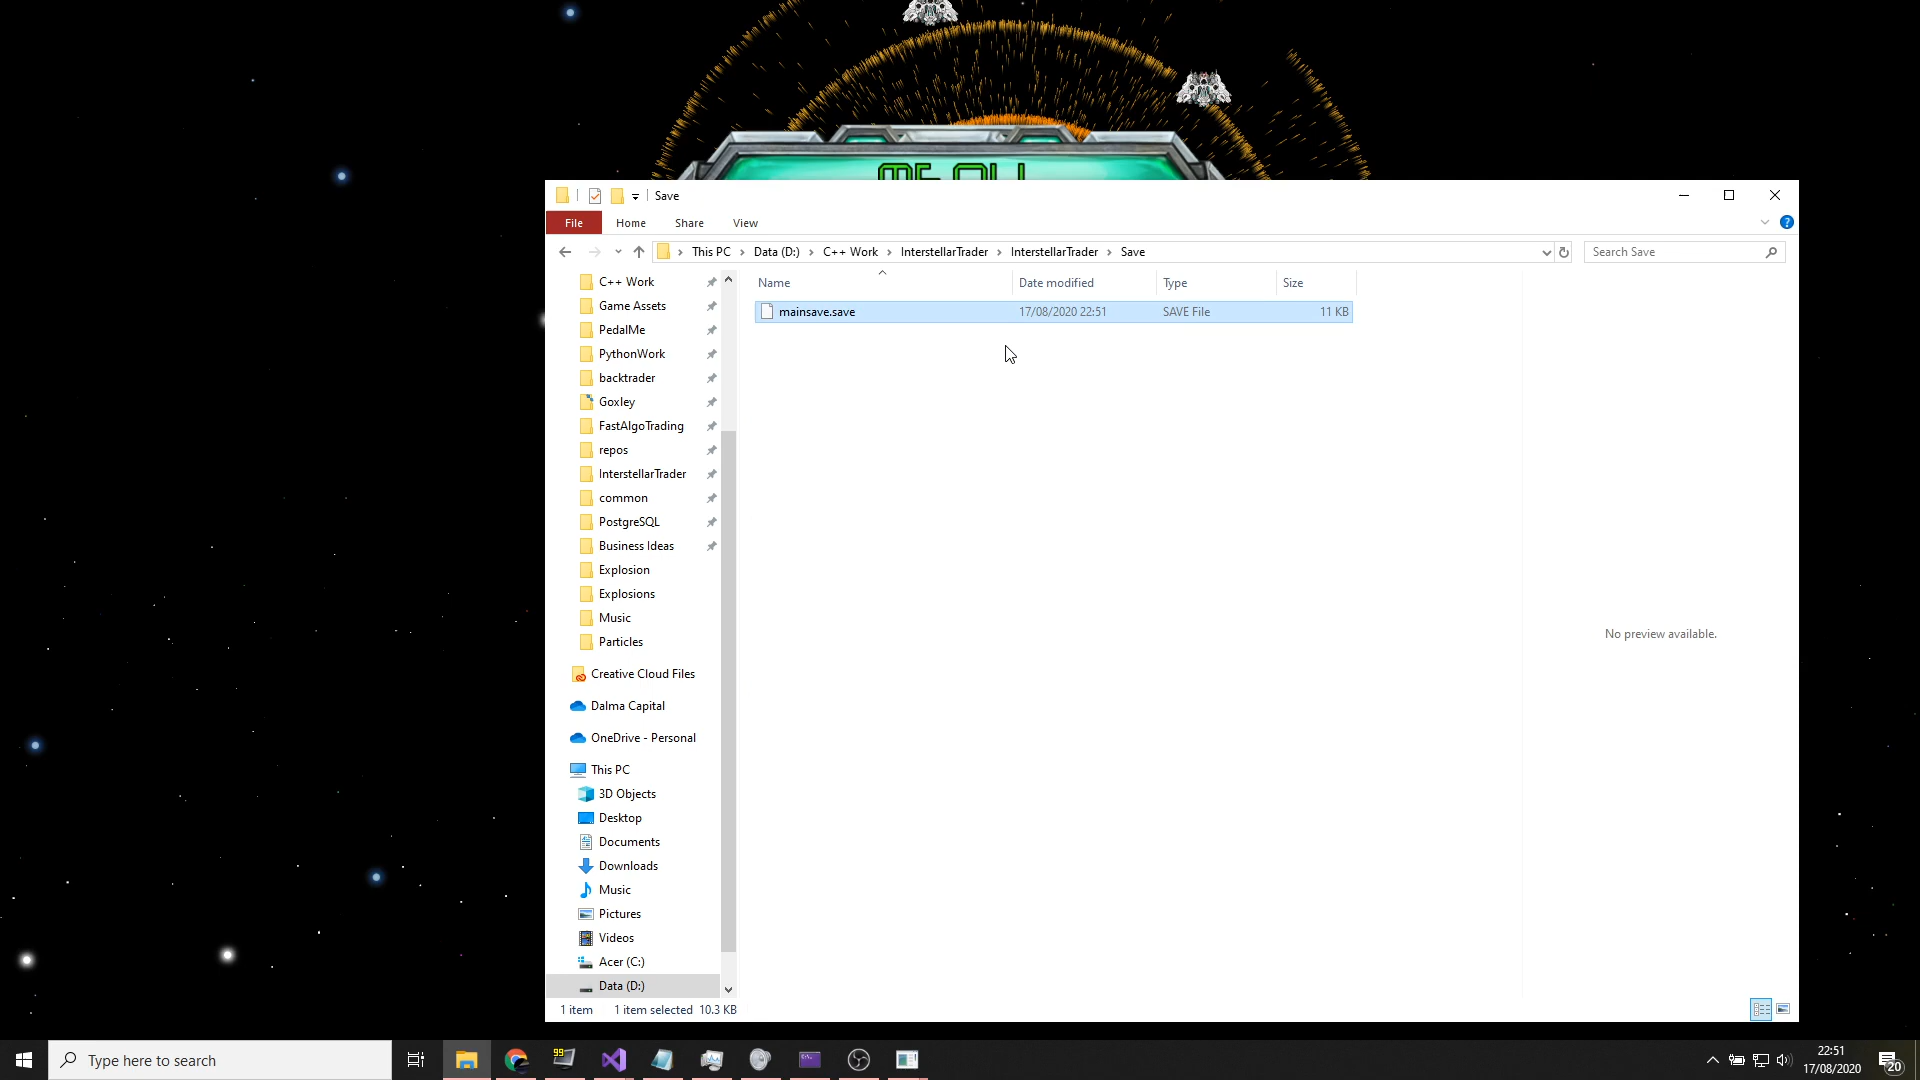 Save
File
Home
Share
View
This PC
Data (D:)
C++ Work
InterstellarTrader
InterstellarTrader
Save
Search Save
Name
Date modified
Type
Size
mainsave.save
17/08/2020 22:51
SAVE File
11 KB
C++ Work
Game Assets
PedalMe
PythonWork
backtrader
Goxley
FastAlgoTrading
repos
InterstellarTrader
common
PostgreSQL
Business Ideas
Explosion
Explosions
Music
Particles
Creative Cloud Files
Dalma Capital
OneDrive - Personal
This PC
3D Objects
Desktop
Documents
Downloads
Music
Pictures
Videos
Acer (C:)
Data (D:)
No preview available.
1 item
1 item selected 10.3 KB
Type here to search
99
22:51
17/08/2020
20